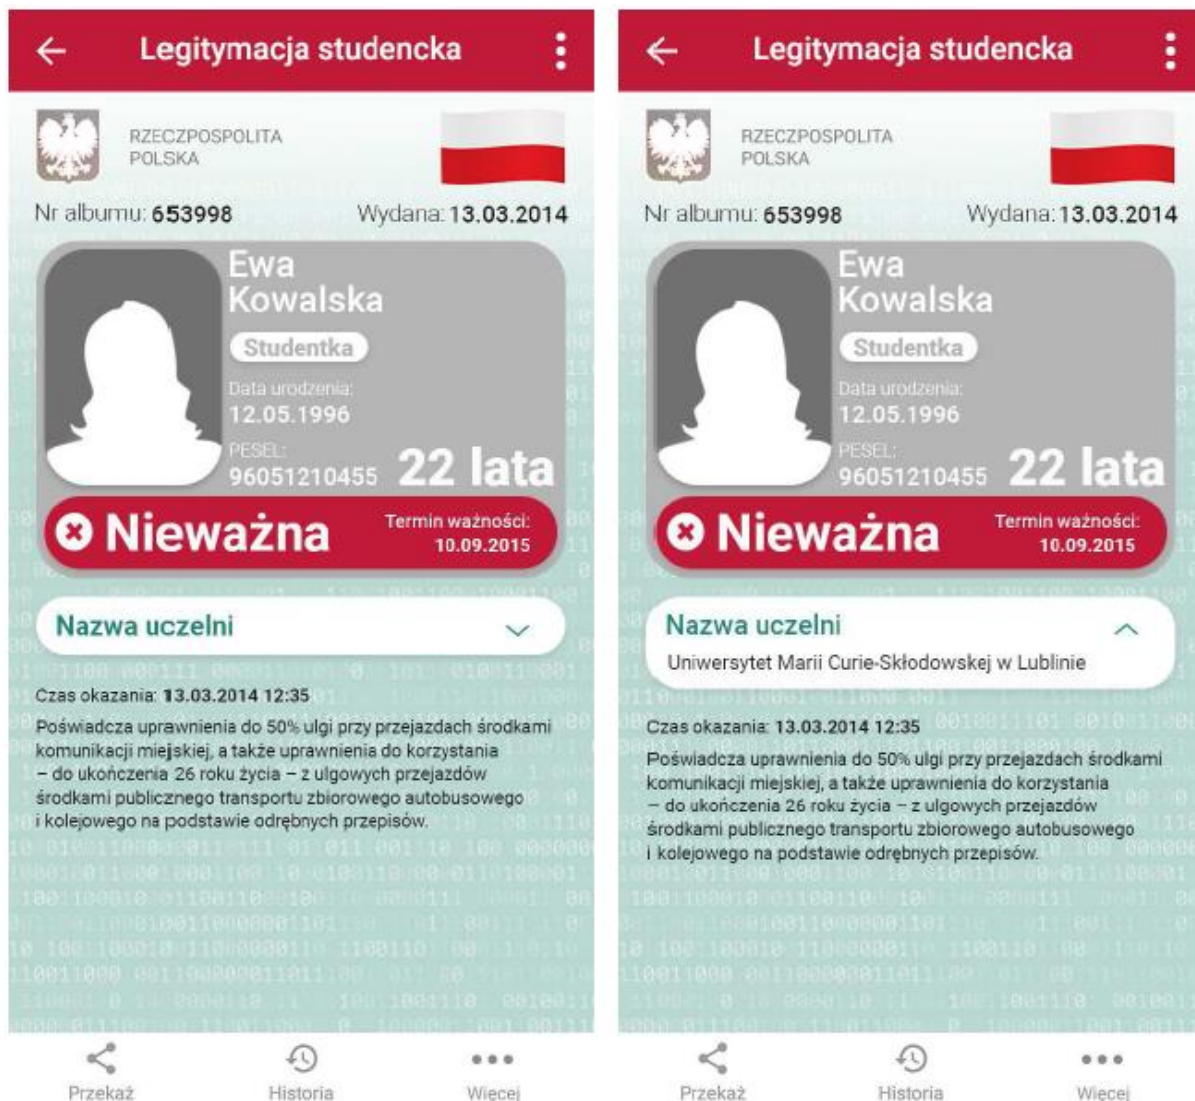 Legitymacja studencka
RZECZPOSPOLITA
POLSKA
Nr albumu: 653998 Wydana: 13.03.2014
Ewa
Kowalska
Studentka
Data urodzenia:
12.05.1996
PESEL:
96051210455 22 lata
Nieważna
Termin ważności:
10.09.2015
Nazwa uczelni
Czas okazania: 13.03.2014 12:35
Poświadcza uprawnienia do 50% ulgi przy przejazdach środkami
komunikacji miejskiej, a także uprawnienia do korzystania
– do ukończenia 26 roku życia – z ulgowych przejazdów
środkami publicznego transportu zbiorowego autobusowego
i kolejowego na podstawie odrębnych przepisów.
Przekaż Historia Więcej
Legitymacja studencka
RZECZPOSPOLITA
POLSKA
Nr albumu: 653998 Wydana: 13.03.2014
Ewa
Kowalska
Studentka
Data urodzenia:
12.05.1996
PESEL:
96051210455 22 lata
Nieważna
Termin ważności:
10.09.2015
Nazwa uczelni
Uniwersytet Marii Curie-Skłodowskej w Lublinie
Czas okazania: 13.03.2014 12:35
Poświadcza uprawnienia do 50% ulgi przy przejazdach środkami
komunikacji miejskiej, a także uprawnienia do korzystania
– do ukończenia 26 roku życia – z ulgowych przejazdów
środkami publicznego transportu zbiorowego autobusowego
i kolejowego na podstawie odrębnych przepisów.
Przekaż Historia Więcej